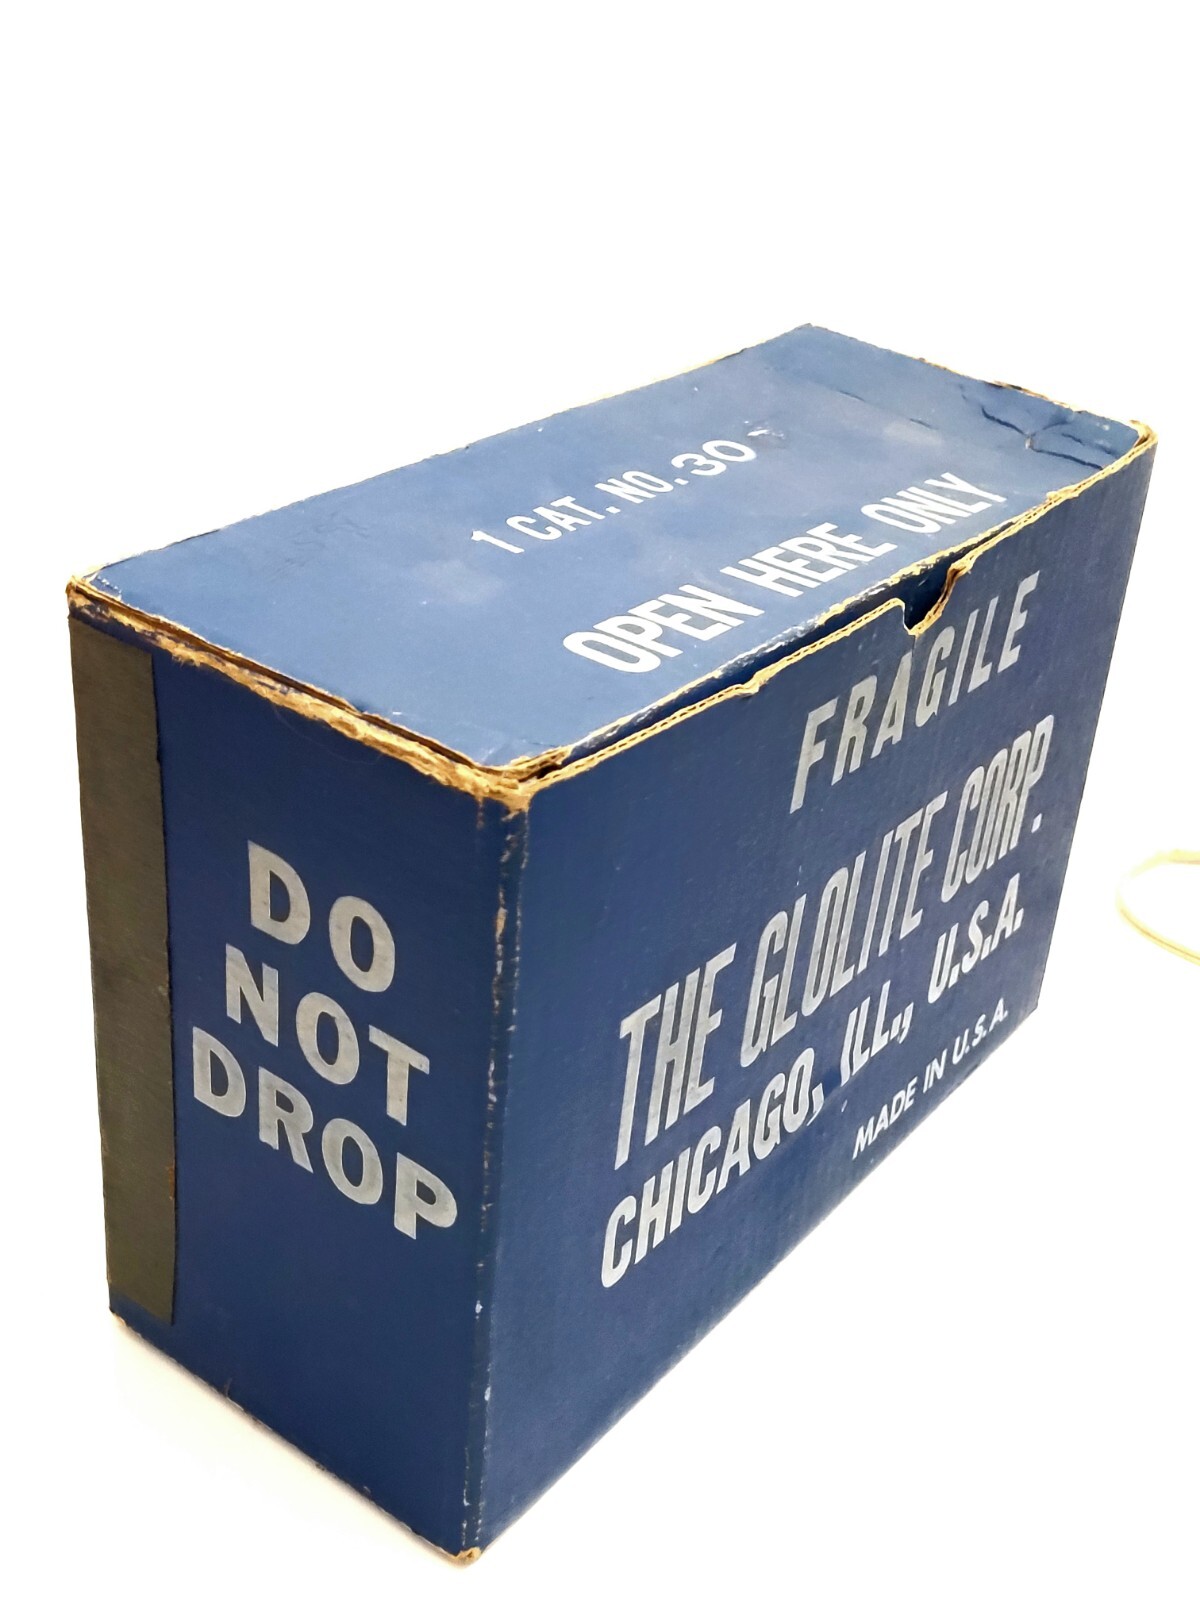 1 CAT. NO. 30
OPEN HERE ONLY
FRAGILE
THE GLOLITE CORP.
CHICAGO, ILL., U.S.A.
MADE IN U.S.A.
DO
NOT
DROP